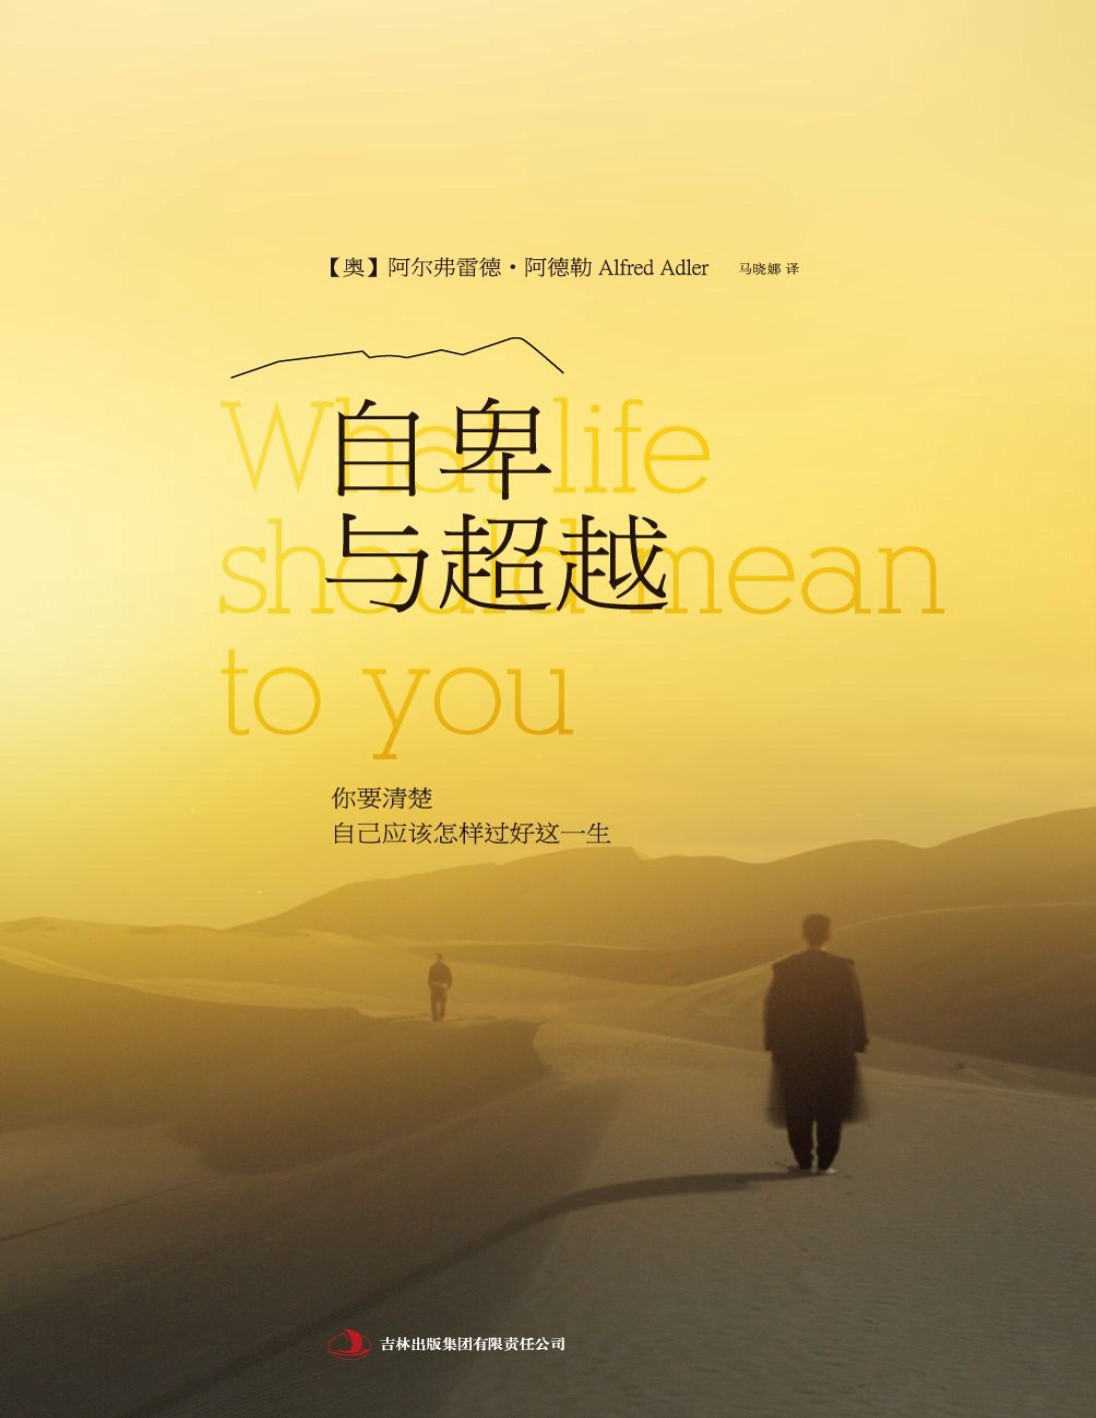 【奥】阿尔弗雷德·阿德勒 Alfred Adler 马晓娜 译
What life
should mean
to you
自卑
与超越
你要清楚
自己应该怎样过好这一生
吉林出版集团有限责任公司